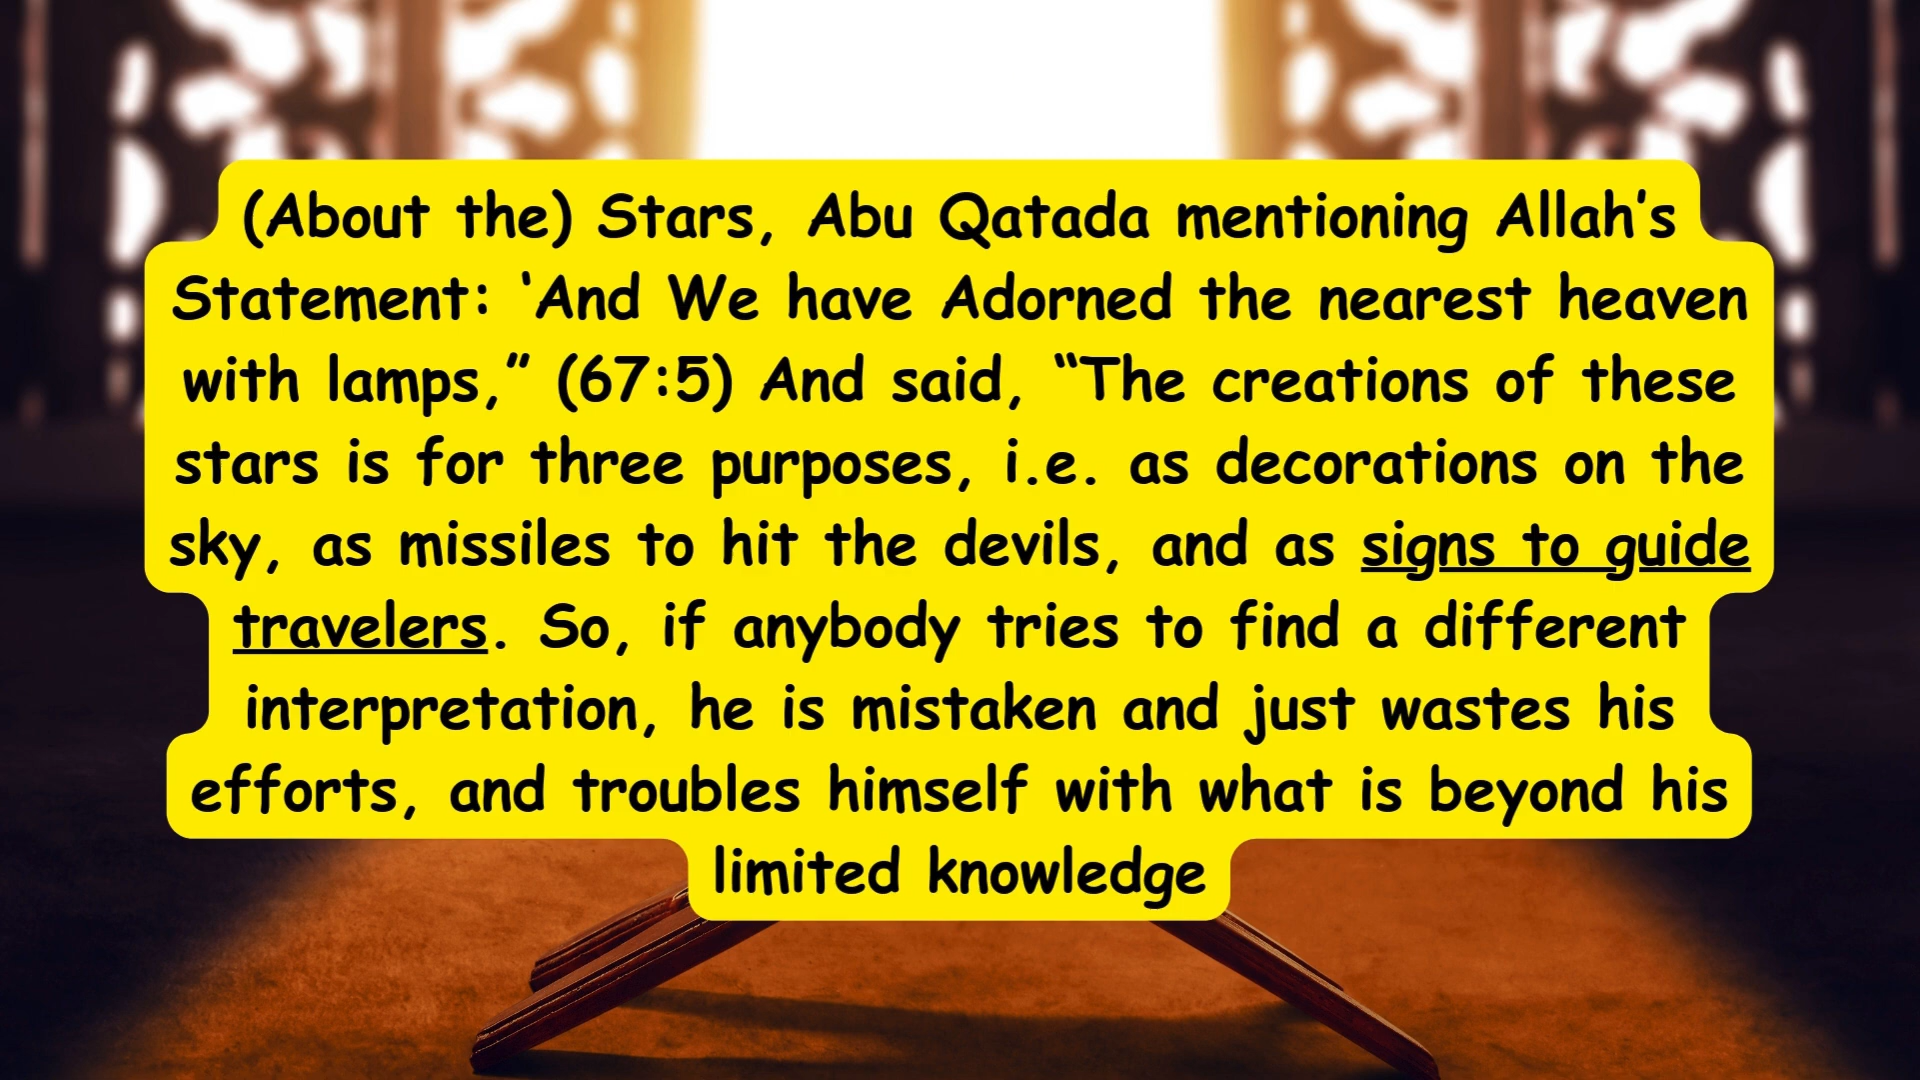 (About the) Stars, Abu Qatada mentioning Allah’s
Statement: ‘And We have Adorned the nearest heaven
with lamps,” (67:5) And said, “The creations of these
stars is for three purposes, i.e. as decorations on the
sky, as missiles to hit the devils, and as signs to guide
travelers. So, if anybody tries to find a different
interpretation, he is mistaken and just wastes his
efforts, and troubles himself with what is beyond his
limited knowledge